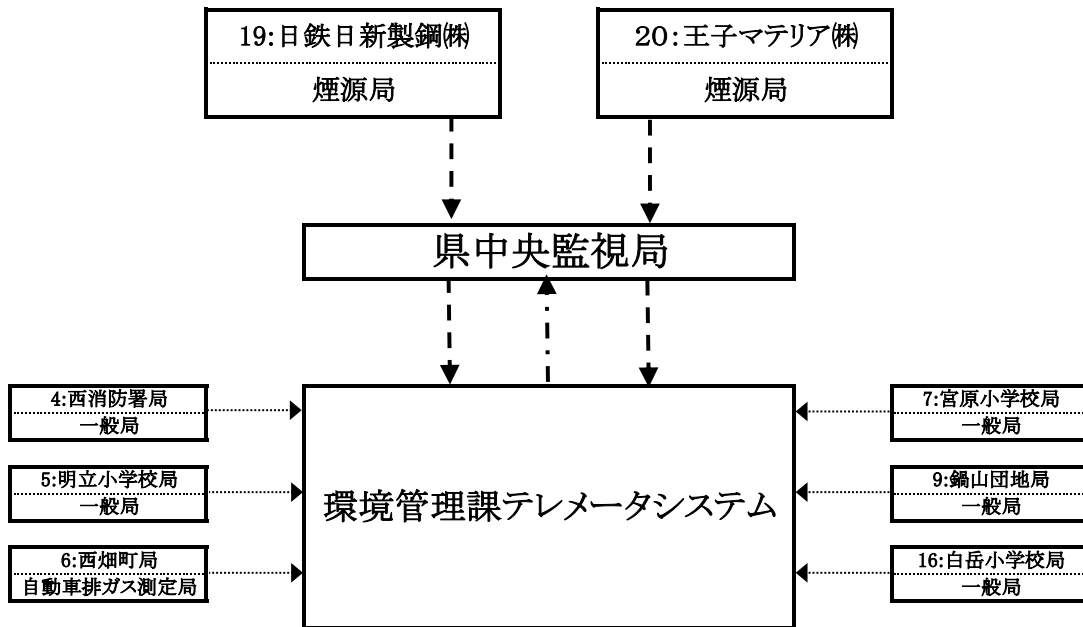 19:日鉄日新製鋼㈱
煙源局
20:王子マテリア㈱
煙源局
県中央監視局
4:西消防署局
一般局
5:明立小学校局
一般局
6:西畑町局
自動車排ガス測定局
環境管理課テレメータシステム
7:宮原小学校局
一般局
9:鍋山団地局
一般局
16:白岳小学校局
一般局